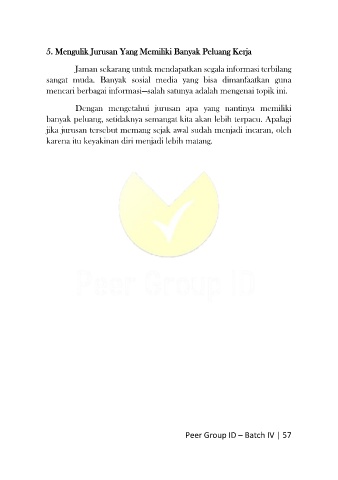 5. Mengulik Jurusan Yang Memiliki Banyak Peluang Kerja
Jaman sekarang untuk mendapatkan segala informasi terbilang
sangat muda. Banyak sosial media yang bisa dimanfaatkan guna
mencari berbagai informasi—salah satunya adalah mengenai topik ini.
Dengan mengetahui jurusan apa yang nantinya memiliki
banyak peluang, setidaknya semangat kita akan lebih terpacu. Apalagi
jika jurusan tersebut memang sejak awal sudah menjadi incaran, oleh
karena itu keyakinan diri menjadi lebih matang.
Peer Group ID
Peer Group ID – Batch IV | 57